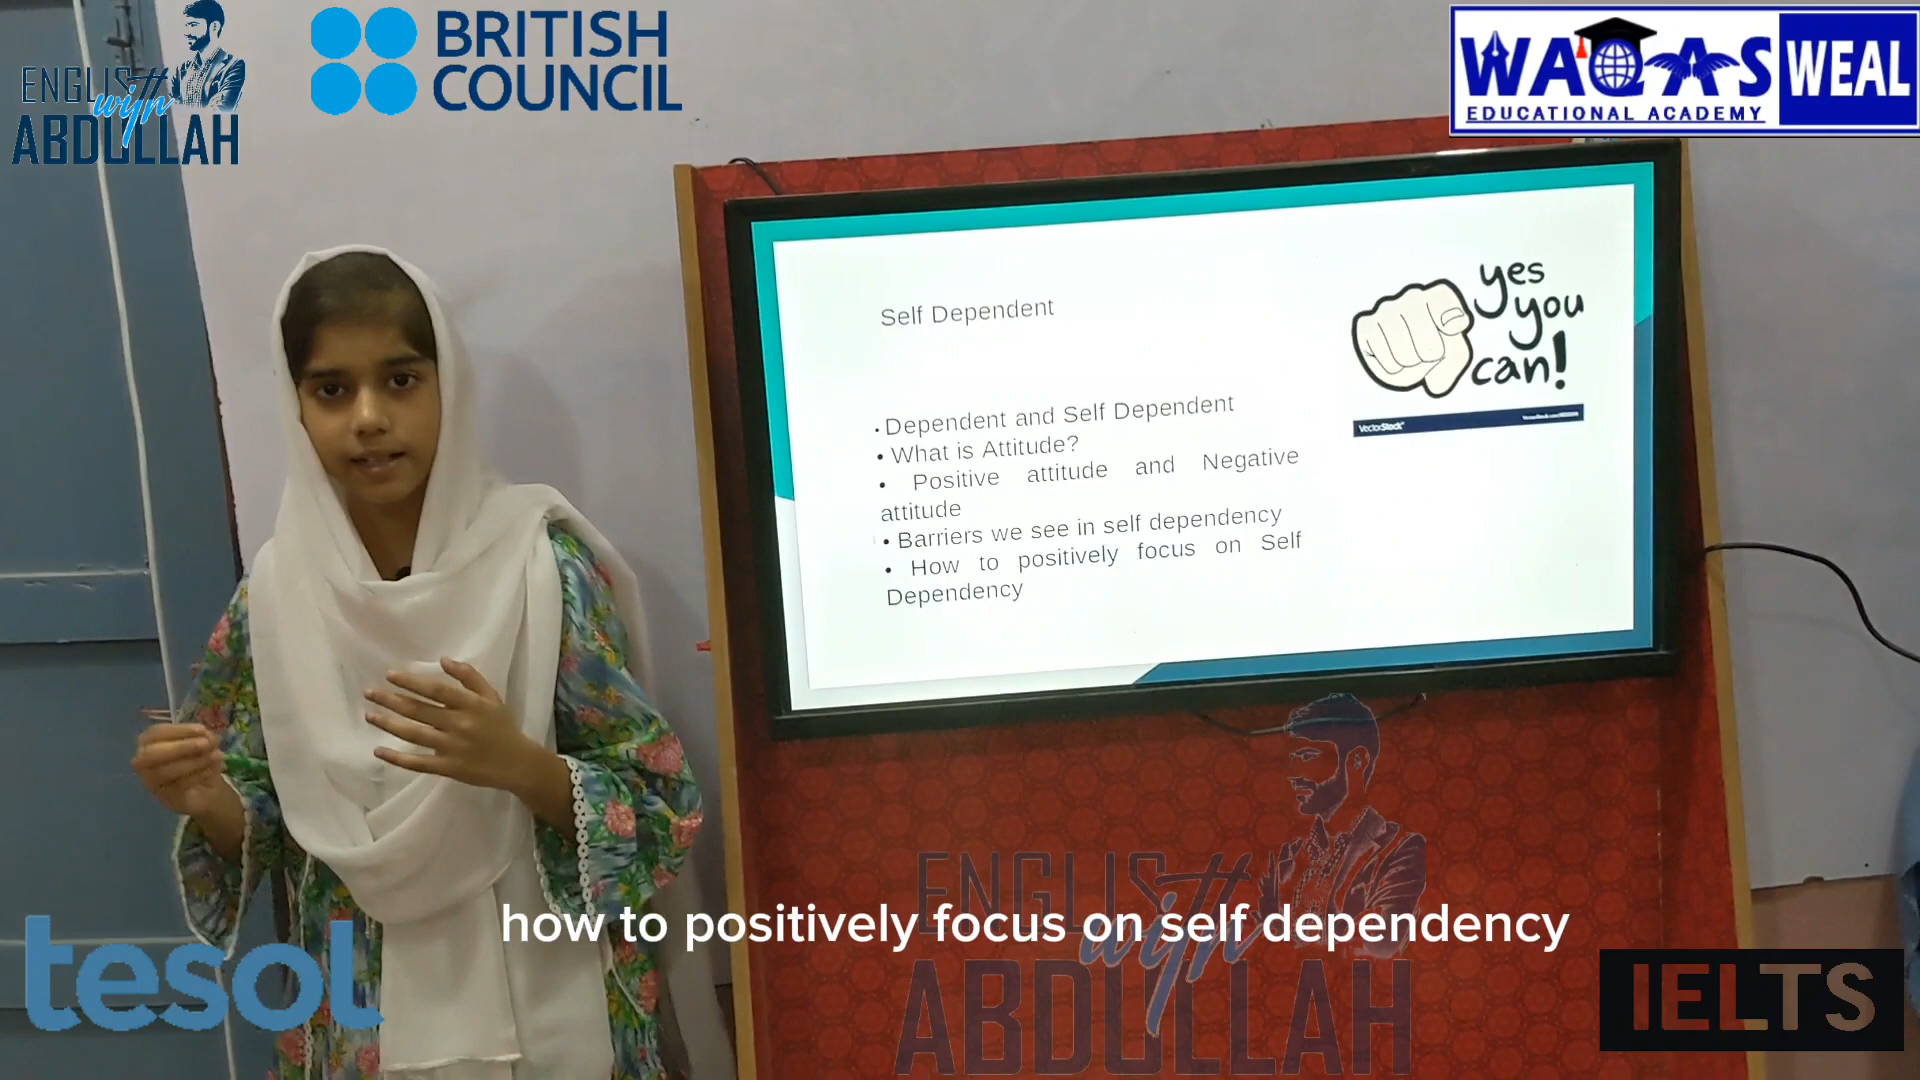 ENGLISH
with
ABDULLAH
BRITISH
COUNCIL
WAQAS
EDUCATIONAL ACADEMY
WEAL
Self Dependent
yes
you
can!
VectorStock
• Dependent and Self Dependent
• What is Attitude?
• Positive attitude and Negative
attitude
• Barriers we see in self dependency
• How to positively focus on Self
Dependency
how to positively focus on self dependency
ENGLISH
with
ABDULLAH
tesol
IELTS